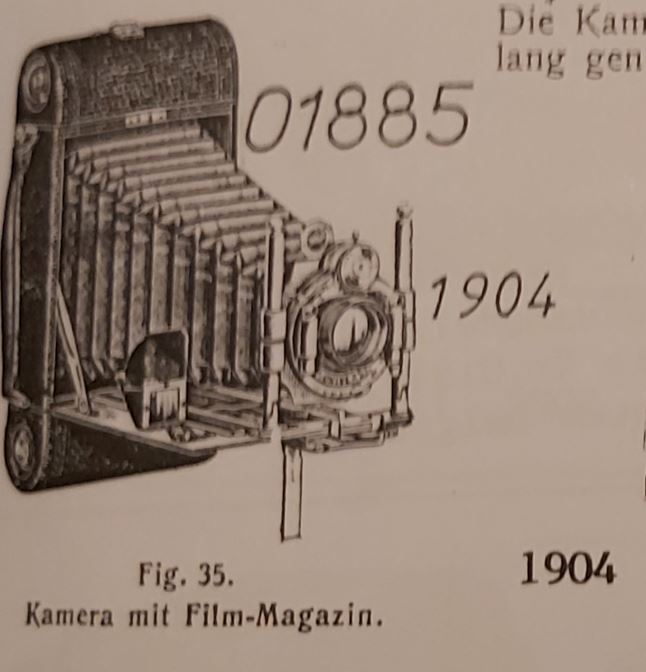 Die Kam
lang gen
01885
1904
Fig. 35.
1904
Kamera mit Film-Magazin.